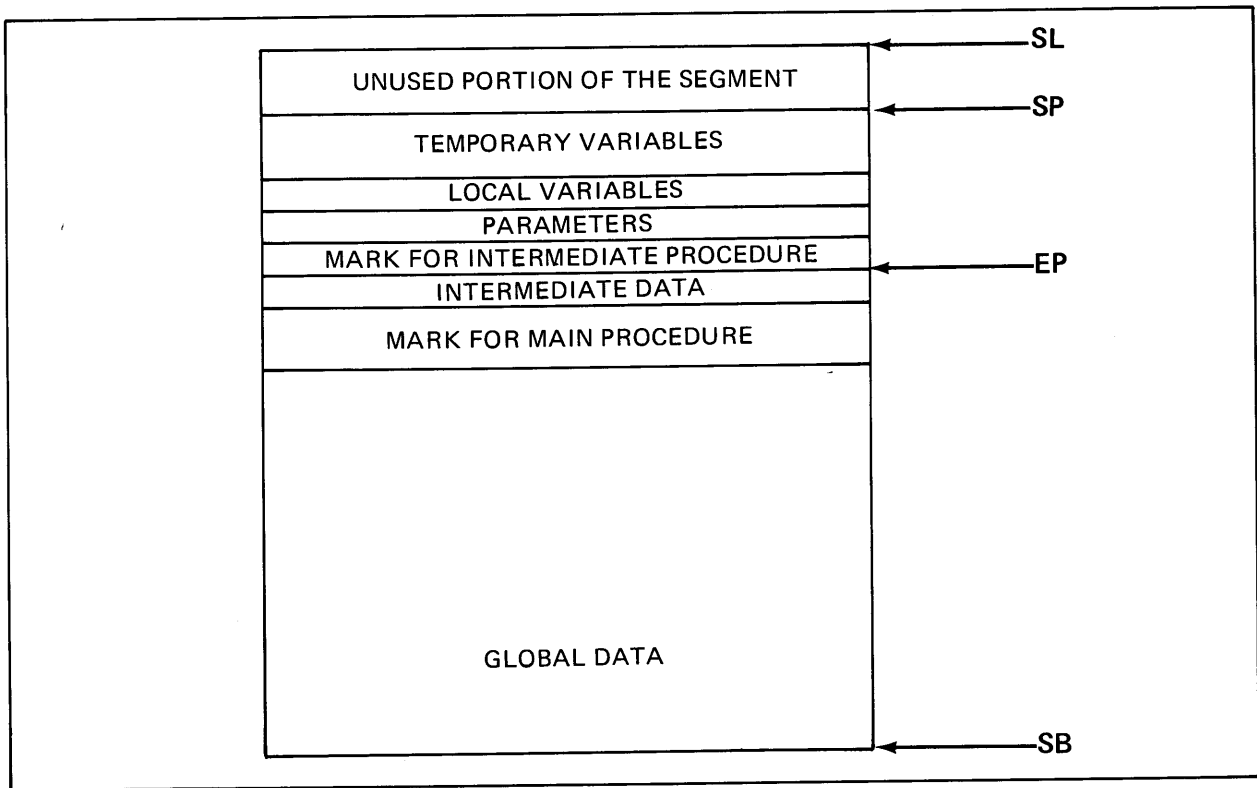 SL
UNUSED PORTION OF THE SEGMENT
SP
TEMPORARY VARIABLES
LOCAL VARIABLES
PARAMETERS
MARK FOR INTERMEDIATE PROCEDURE
EP
INTERMEDIATE DATA
MARK FOR MAIN PROCEDURE
GLOBAL DATA
SB